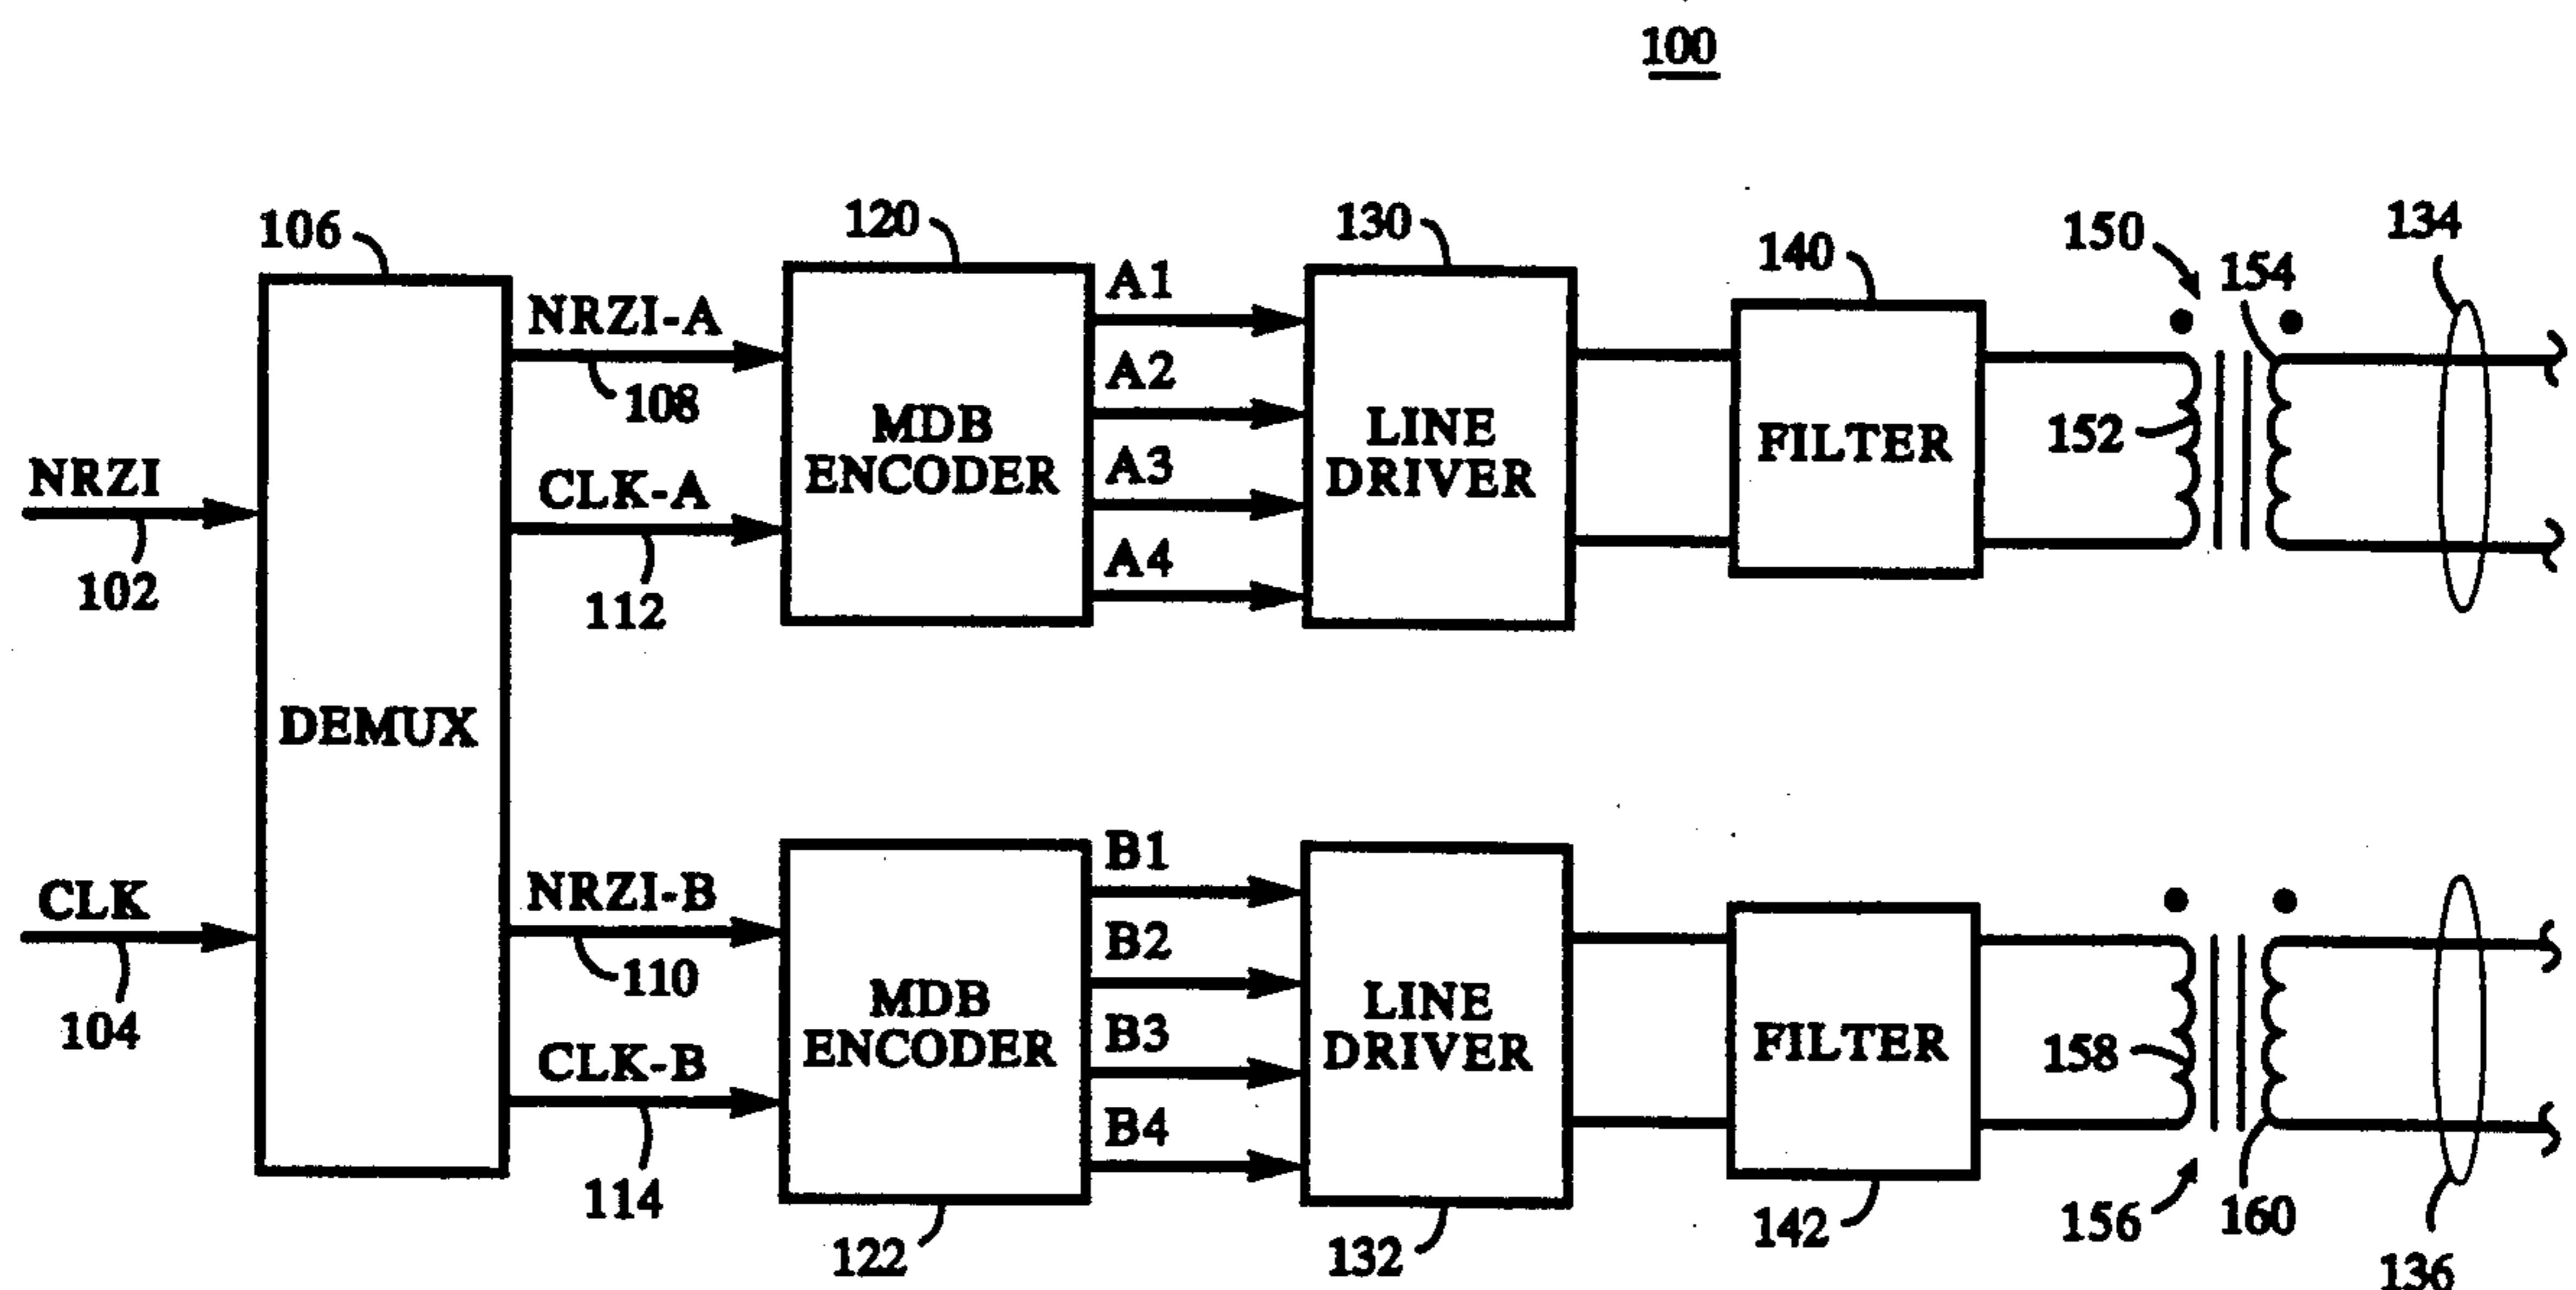 100
106
120
130
140
150
154
134
NRZI-A
108
CLK-A
112
MDB
ENCODER
A1
A2
A3
A4
LINE
DRIVER
FILTER
152
NRZI
102
DEMUX
CLK
104
NRZI-B
110
CLK-B
114
MDB
ENCODER
122
B1
B2
B3
B4
LINE
DRIVER
132
FILTER
142
158
156
160
136